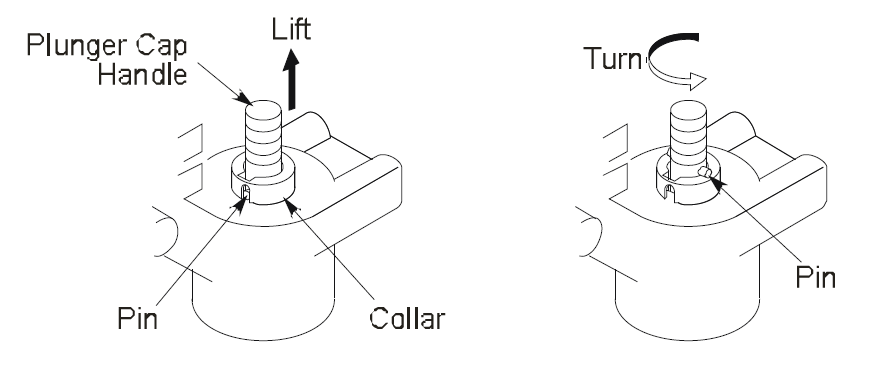 Lift
Plunger Cap
Handle
Turn
Pin
Collar
Pin